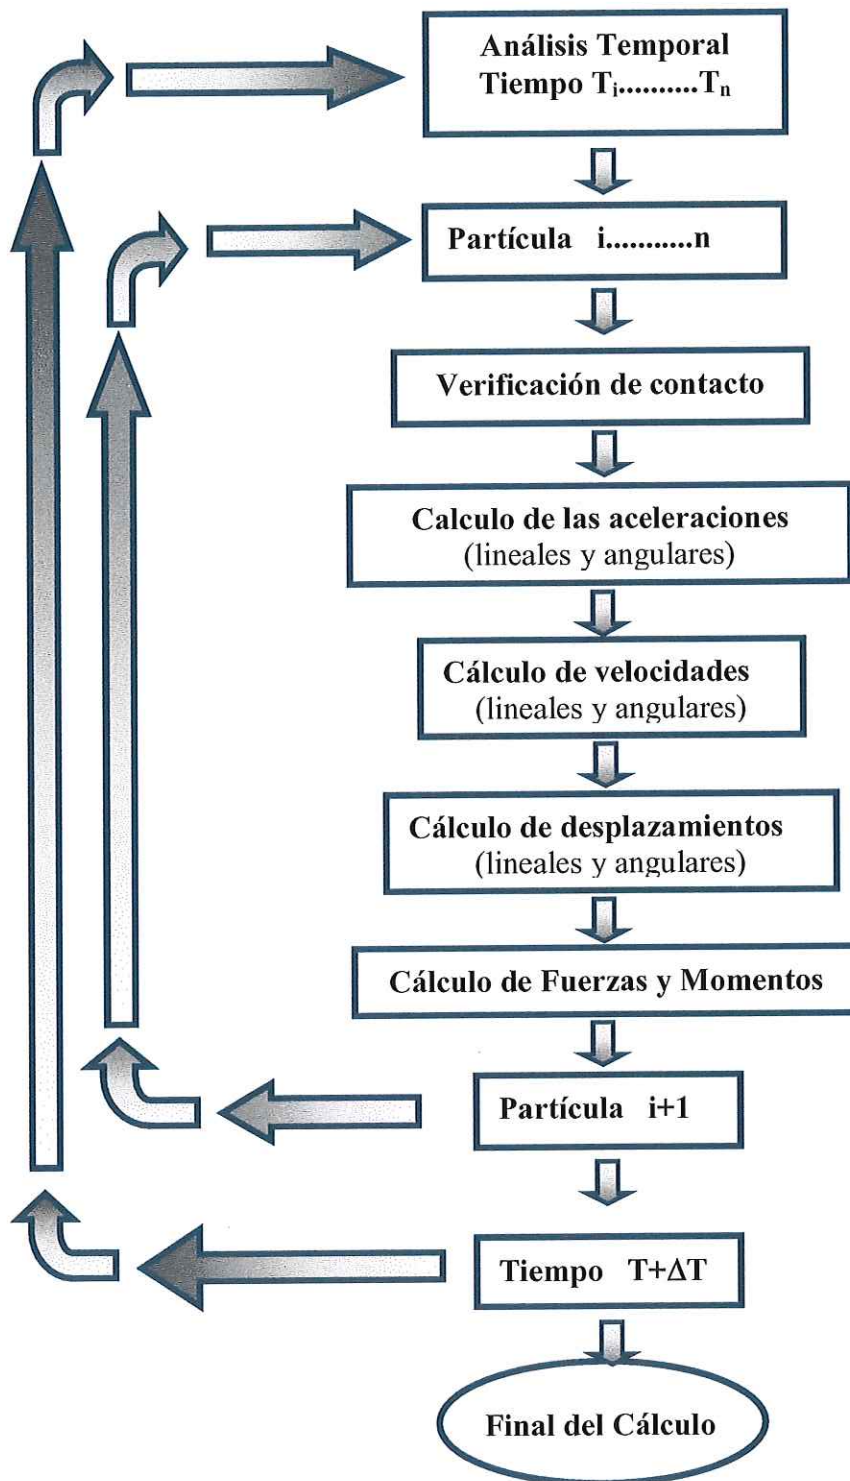 Análisis Temporal
Tiempo Ti..........Tn
Partícula i...........n
Verificación de contacto
Calculo de las aceleraciones
(lineales y angulares)
Cálculo de velocidades
(lineales y angulares)
Cálculo de desplazamientos
(lineales y angulares)
Cálculo de Fuerzas y Momentos
Partícula i+1
Tiempo T+ΔT
Final del Cálculo